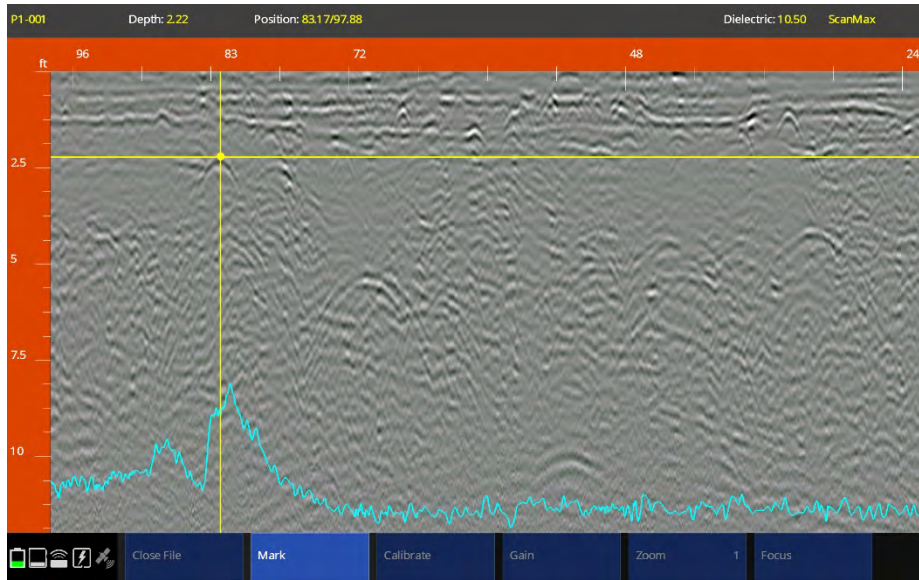 P1-001 Depth: 2.22 Position: 83.17/97.88 Dielectric: 10.50 ScanMax
96 83 72 48 24
ft
2.5
5
7.5
10
Close File Mark Calibrate Gain Zoom 1 Focus